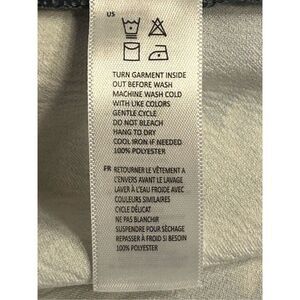 US
TURN GARMENT INSIDE
OUT BEFORE WASH
MACHINE WASH COLD
WITH LIKE COLORS
GENTLE CYCLE
DO NOT BLEACH
HANG TO DRY
COOL IRON IF NEEDED
100% POLYESTER
FR RETOURNER LE VÊTEMENT A
L'ENVERS AVANT LE LAVAGE
LAVER À L'EAU FROIDE AVEC
COULEURS SIMILAIRES
CYCLE DÉLICAT
NE PAS BLANCHIR
SUSPENDRE POUR SÉCHAGE
REPASSER À FROID SI BESOIN
100% POLYESTER